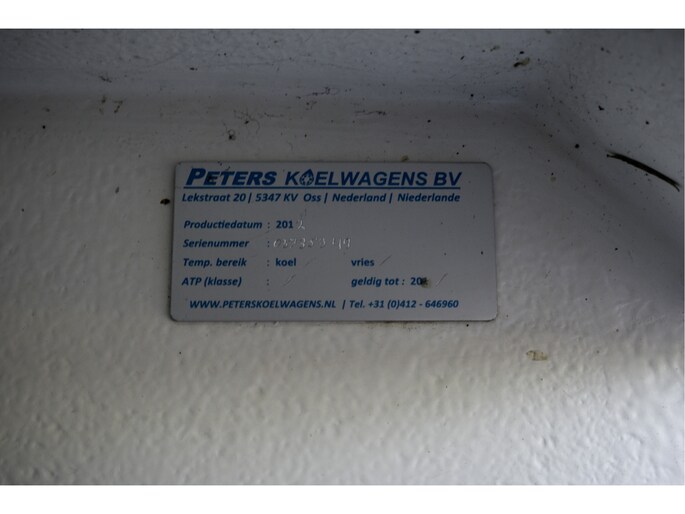 PETERS KOELWAGENS BV
Lekstraat 20 | 5347 KV Oss | Nederland | Niederlande
Productiedatum : 201
Serienummer :
Temp. bereik : koel / vries /
ATP (klasse) : / geldig tot : 20 /
WWW.PETERSKOELWAGENS.NL | Tel. +31 (0)412 - 646960